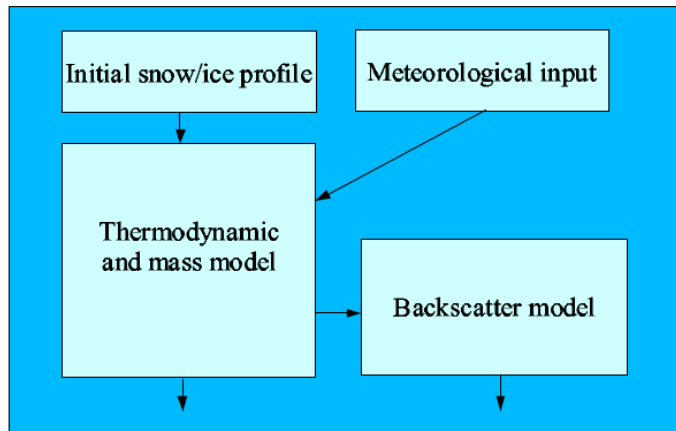 Initial snow/ice profile
Meteorological input
Thermodynamic
and mass model
Backscatter model